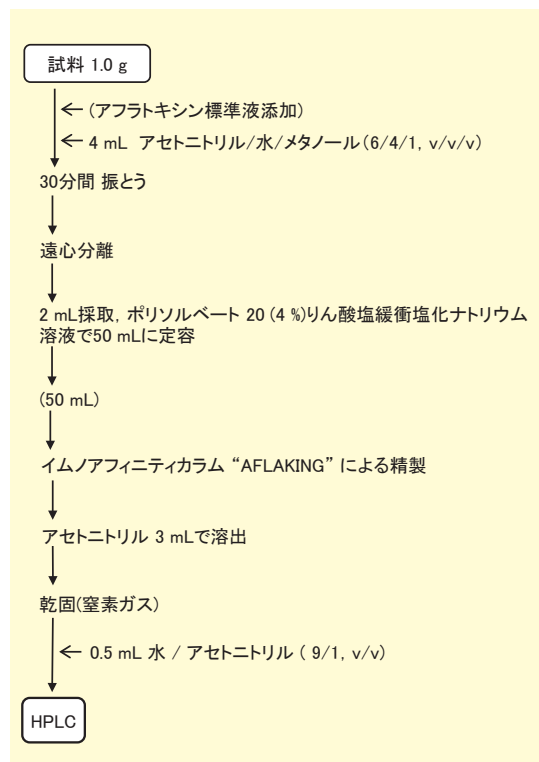 試料 1.0 g
(アフラトキシン標準液添加)
4 mL アセトニトリル/水/メタノール(6/4/1, v/v/v)
30分間 振とう
遠心分離
2 mL採取, ポリソルベート 20 (4 %)りん酸塩緩衝塩化ナトリウム
溶液で50 mLに定容
(50 mL)
イムノアフィニティカラム “AFLAKING” による精製
アセトニトリル 3 mLで溶出
乾固(窒素ガス)
0.5 mL 水 / アセトニトリル ( 9/1, v/v)
HPLC